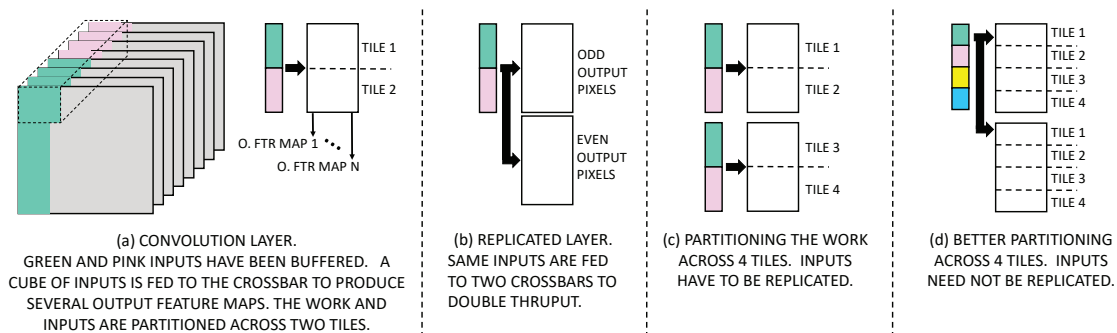 TILE 1
TILE 2
O. FTR MAP 1
O. FTR MAP N
(a) CONVOLUTION LAYER.
GREEN AND PINK INPUTS HAVE BEEN BUFFERED. A
CUBE OF INPUTS IS FED TO THE CROSSBAR TO PRODUCE
SEVERAL OUTPUT FEATURE MAPS. THE WORK AND
INPUTS ARE PARTITIONED ACROSS TWO TILES.
ODD
OUTPUT
PIXELS
EVEN
OUTPUT
PIXELS
(b) REPLICATED LAYER.
SAME INPUTS ARE FED
TO TWO CROSSBARS TO
DOUBLE THRUPUT.
TILE 1
TILE 2
TILE 3
TILE 4
(c) PARTITIONING THE WORK
ACROSS 4 TILES. INPUTS
HAVE TO BE REPLICATED.
TILE 1
TILE 2
TILE 3
TILE 4
TILE 1
TILE 2
TILE 3
TILE 4
(d) BETTER PARTITIONING
ACROSS 4 TILES. INPUTS
NEED NOT BE REPLICATED.